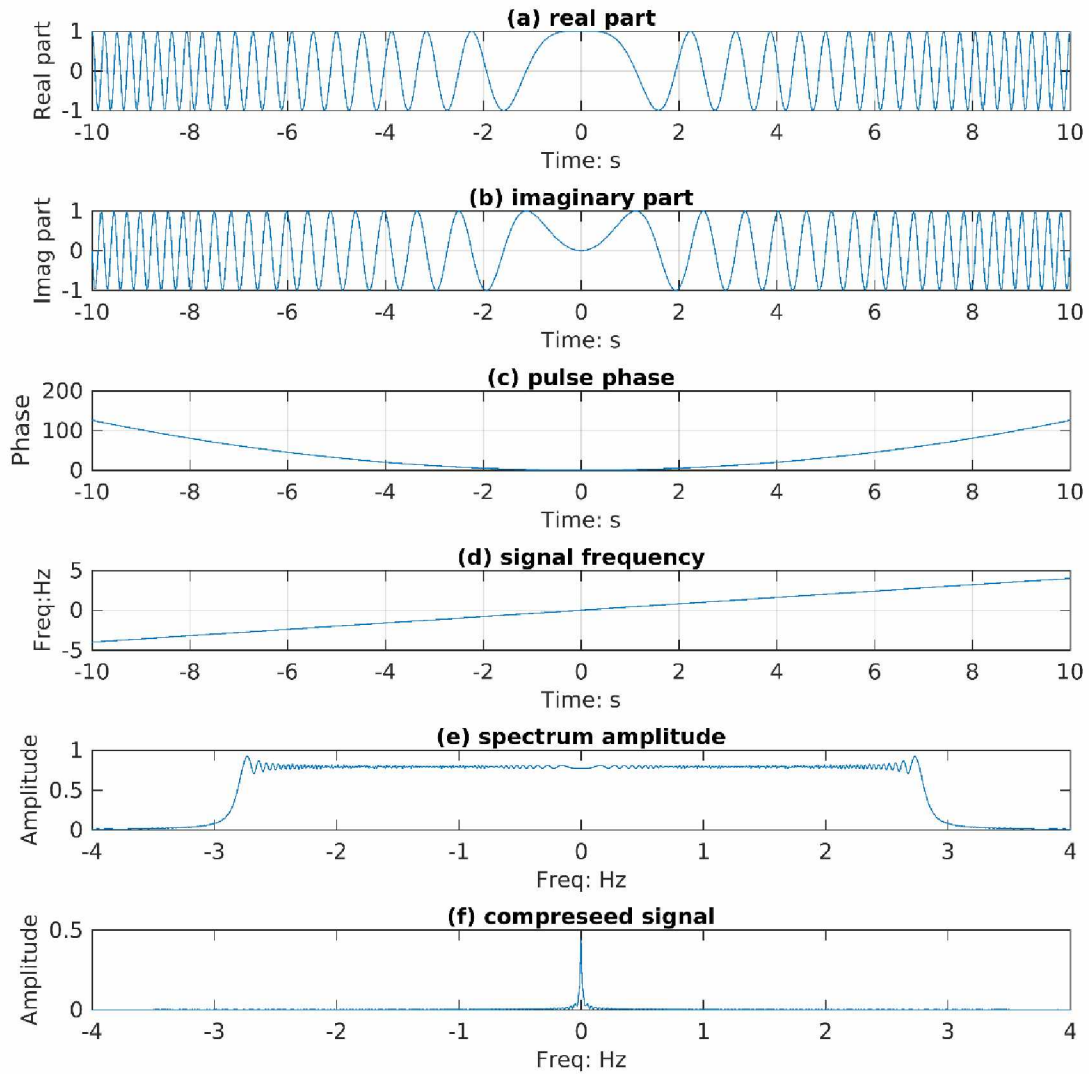 (a) real part
Real part
1
0
-1
-10 -8 -6 -4 -2 0 2 4 6 8 10
Time: s
(b) imaginary part
Imag part
1
0
-1
-10 -8 -6 -4 -2 0 2 4 6 8 10
Time: s
(c) pulse phase
Phase
200
100
0
-10 -8 -6 -4 -2 0 2 4 6 8 10
Time: s
(d) signal frequency
Freq:Hz
5
0
-5
-10 -8 -6 -4 -2 0 2 4 6 8 10
Time: s
(e) spectrum amplitude
Amplitude
1
0.5
0
-4 -3 -2 -1 0 1 2 3 4
Freq: Hz
(f) compreseed signal
Amplitude
0.5
0
-4 -3 -2 -1 0 1 2 3 4
Freq: Hz